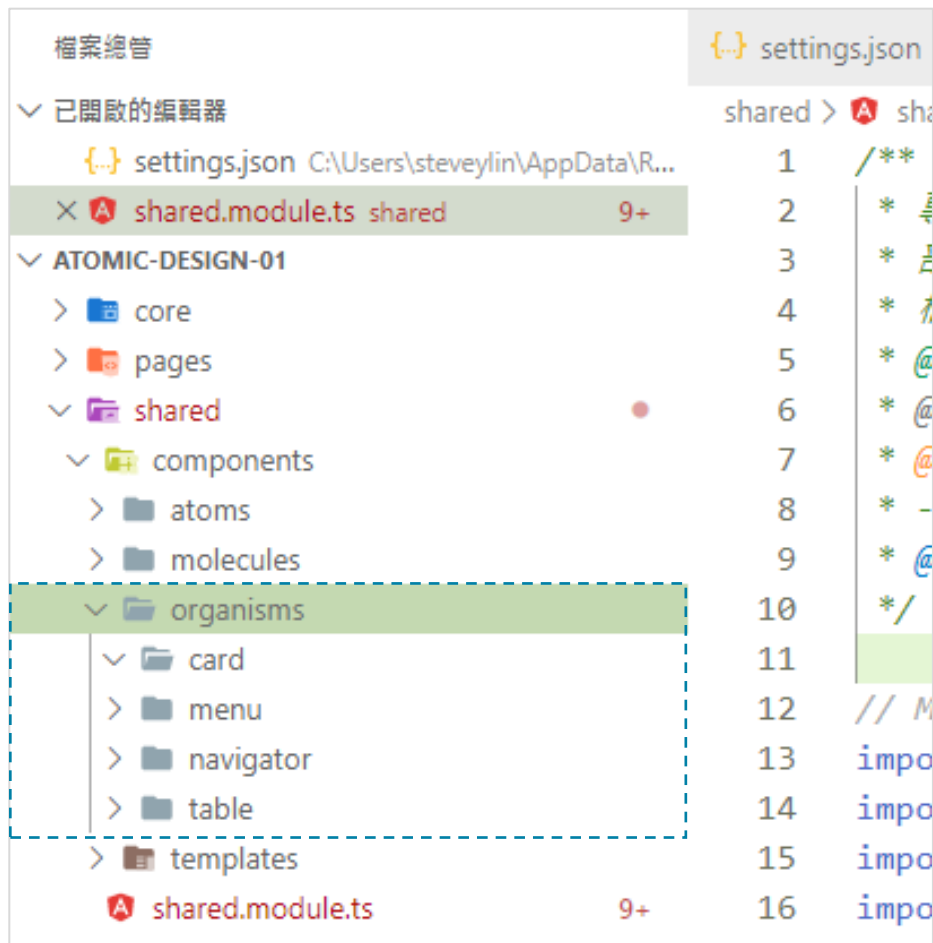 檔案總管
已開啟的編輯器
{..} settings.json C:\Users\steveylin\AppData\R...
shared.module.ts shared 9+
ATOMIC-DESIGN-01
core
pages
shared
components
atoms
molecules
organisms
card
menu
navigator
table
templates
shared.module.ts 9+
{..} settings.json
shared > sha
1 /**
2 *
3 *
4 *
5 * @
6 * @
7 * @
8 * -
9 * @
10 */
11
12 // M
13 impo
14 impo
15 impo
16 impo